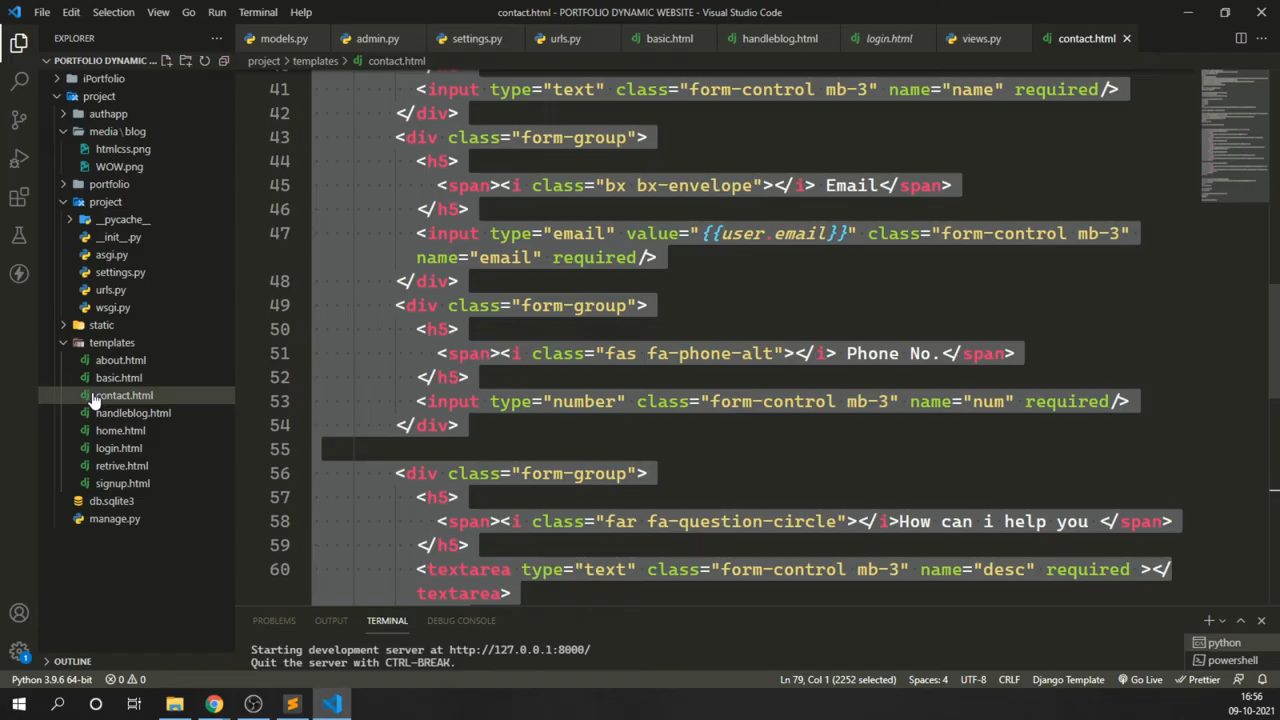 File Edit Selection View Go Run Terminal Help
contact.html - PORTFOLIO DYNAMIC WEBSITE - Visual Studio Code
EXPLORER
models.py admin.py settings.py urls.py basic.html handleblog.html login.html views.py contact.html
PORTFOLIO DYNAMIC ...
project > templates > contact.html
iPortfolio
project
authapp
media\blog
htmlcss.png
WOW.png
portfolio
project
__pycache__
__init__.py
asgi.py
settings.py
urls.py
wsgi.py
static
templates
about.html
basic.html
contact.html
handleblog.html
home.html
login.html
retrive.html
signup.html
db.sqlite3
manage.py
OUTLINE
41 <input type="text" class="form-control mb-3" name="name" required/>
42 </div>
43 <div class="form-group">
44 <h5>
45 <span><i class="bx bx-envelope"></i> Email</span>
46 </h5>
47 <input type="email" value="{{user.email}}" class="form-control mb-3"
name="email" required/>
48 </div>
49 <div class="form-group">
50 <h5>
51 <span><i class="fas fa-phone-alt"></i> Phone No.</span>
52 </h5>
53 <input type="number" class="form-control mb-3" name="num" required/>
54 </div>
55
56 <div class="form-group">
57 <h5>
58 <span><i class="far fa-question-circle"></i>How can i help you </span>
59 </h5>
60 <textarea type="text" class="form-control mb-3" name="desc" required ></
textarea>
PROBLEMS OUTPUT TERMINAL DEBUG CONSOLE
Starting development server at http://127.0.0.1:8000/
Quit the server with CTRL-BREAK.
python
powershell
Python 3.9.6 64-bit 0 0 Ln 79, Col 1 (2252 selected) Spaces: 4 UTF-8 CRLF Django Template Go Live Prettier
16:56
09-10-2021